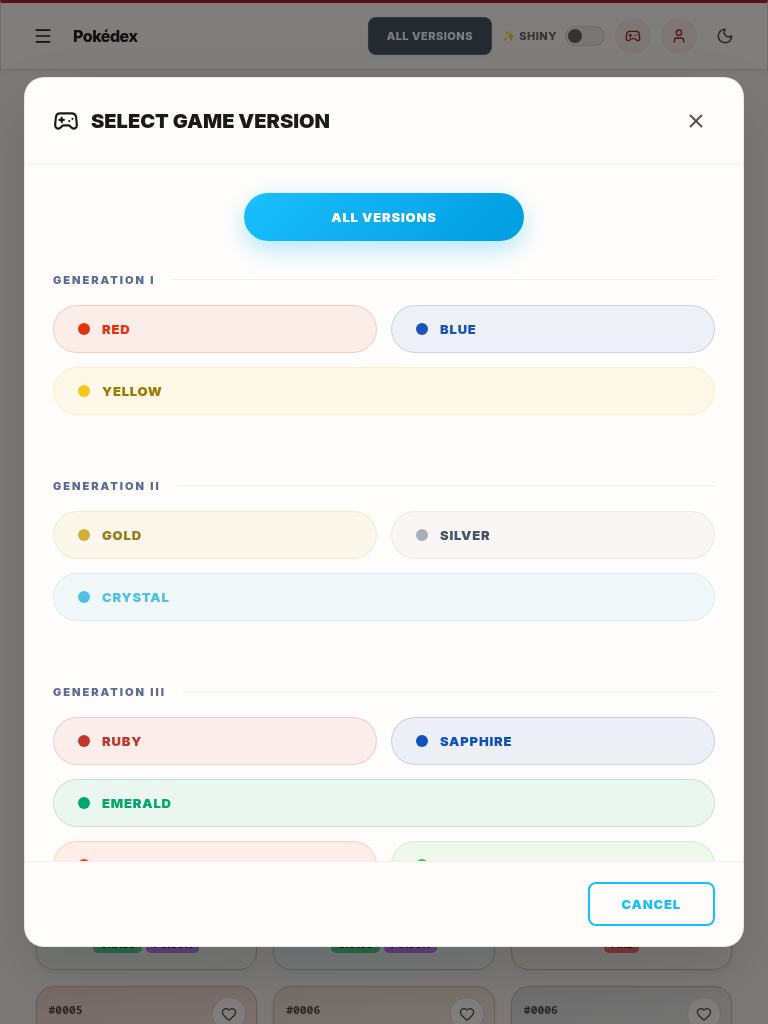 Pokédex
ALL VERSIONS
✨ SHINY
SELECT GAME VERSION
ALL VERSIONS
GENERATION I
RED
BLUE
YELLOW
GENERATION II
GOLD
SILVER
CRYSTAL
GENERATION III
RUBY
SAPPHIRE
EMERALD
CANCEL
#0005
#0006
#0006